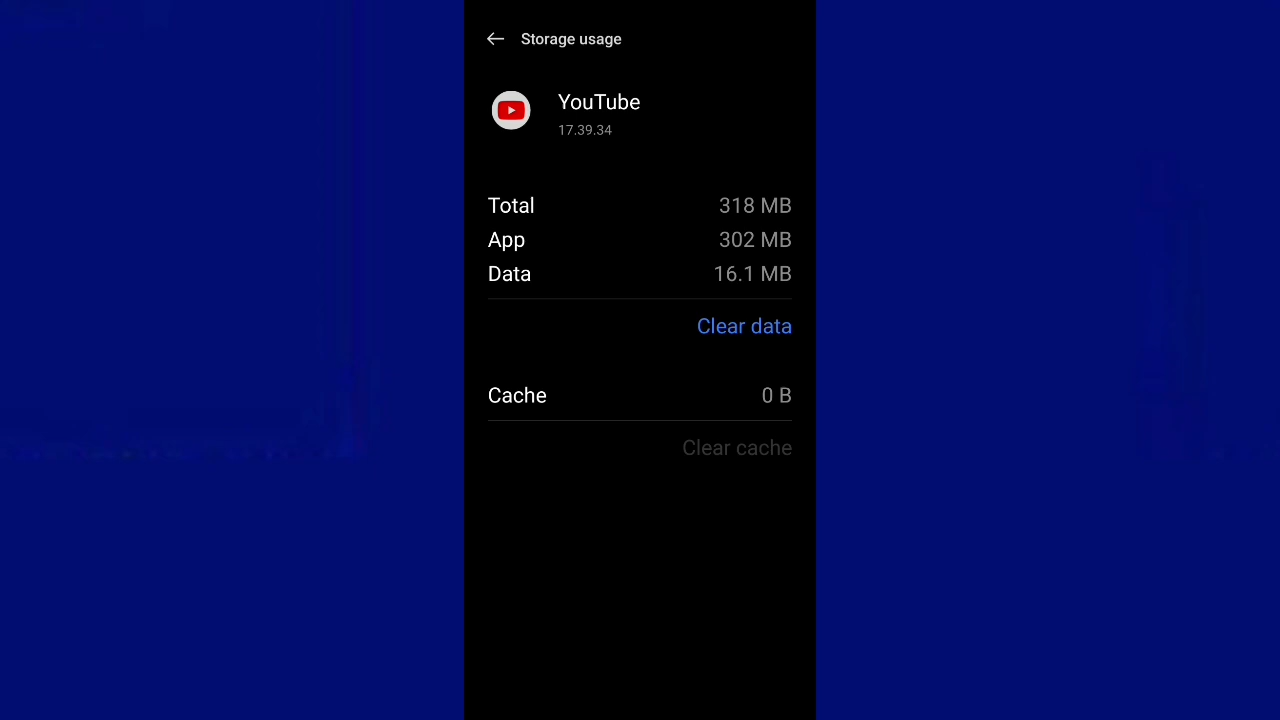 Storage usage
YouTube
17.39.34
Total 318 MB
App 302 MB
Data 16.1 MB
Clear data
Cache 0 B
Clear cache